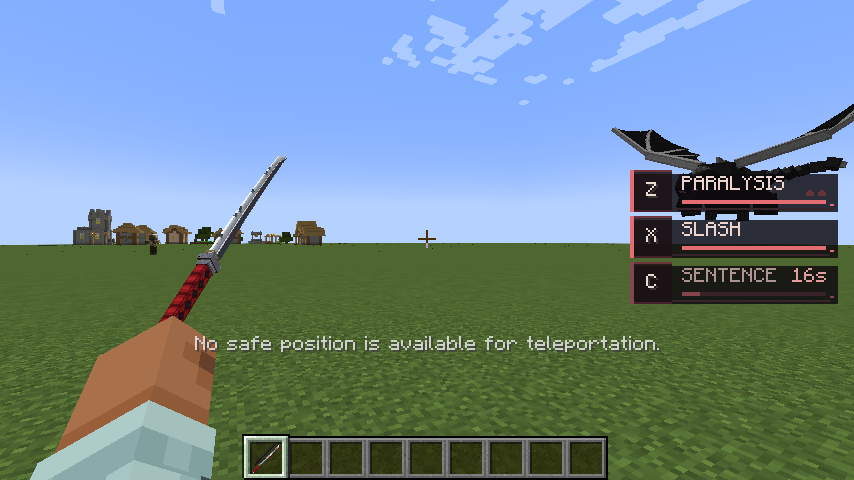 Z PARALYSIS
X SLASH
C SENTENCE 16s
No safe position is available for teleportation.